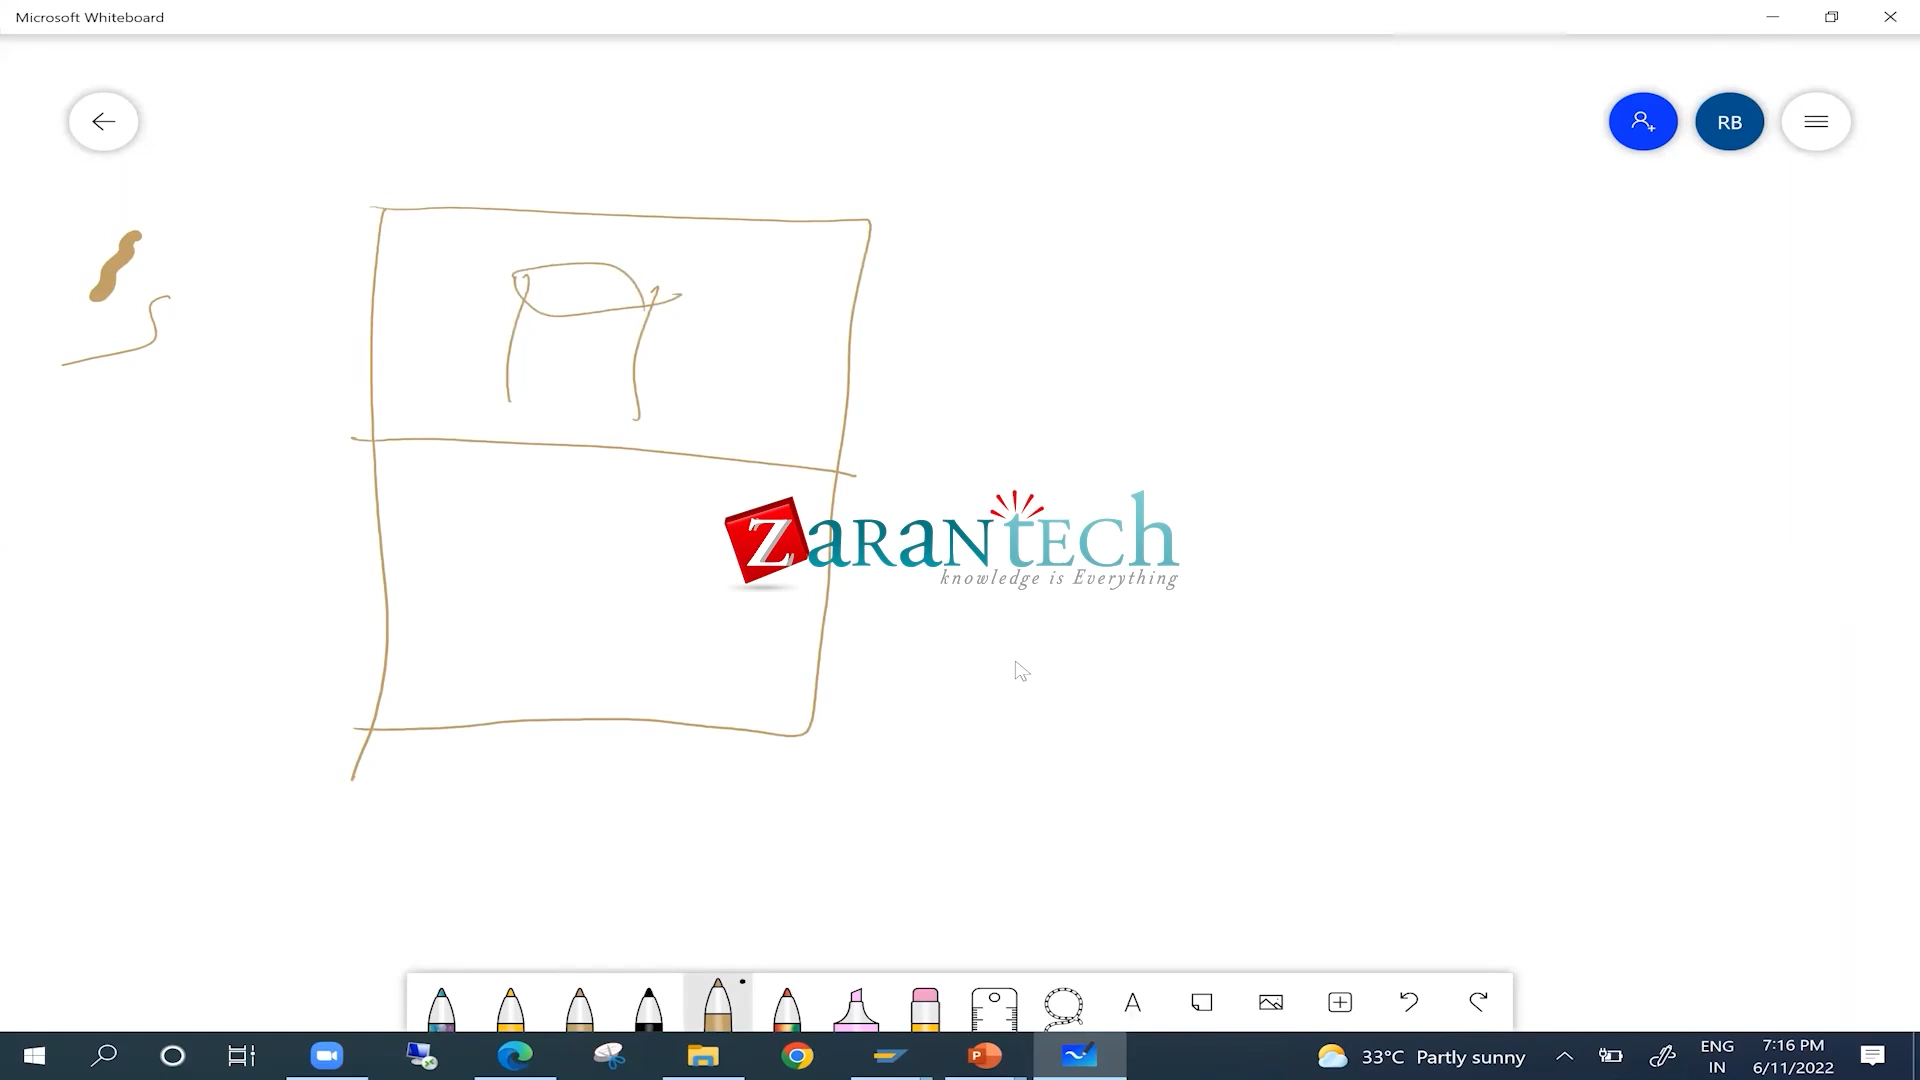 Microsoft Whiteboard
RB
ZaranTech
knowledge is Everything
A
33°C Partly sunny
ENG
IN
7:16 PM
6/11/2022